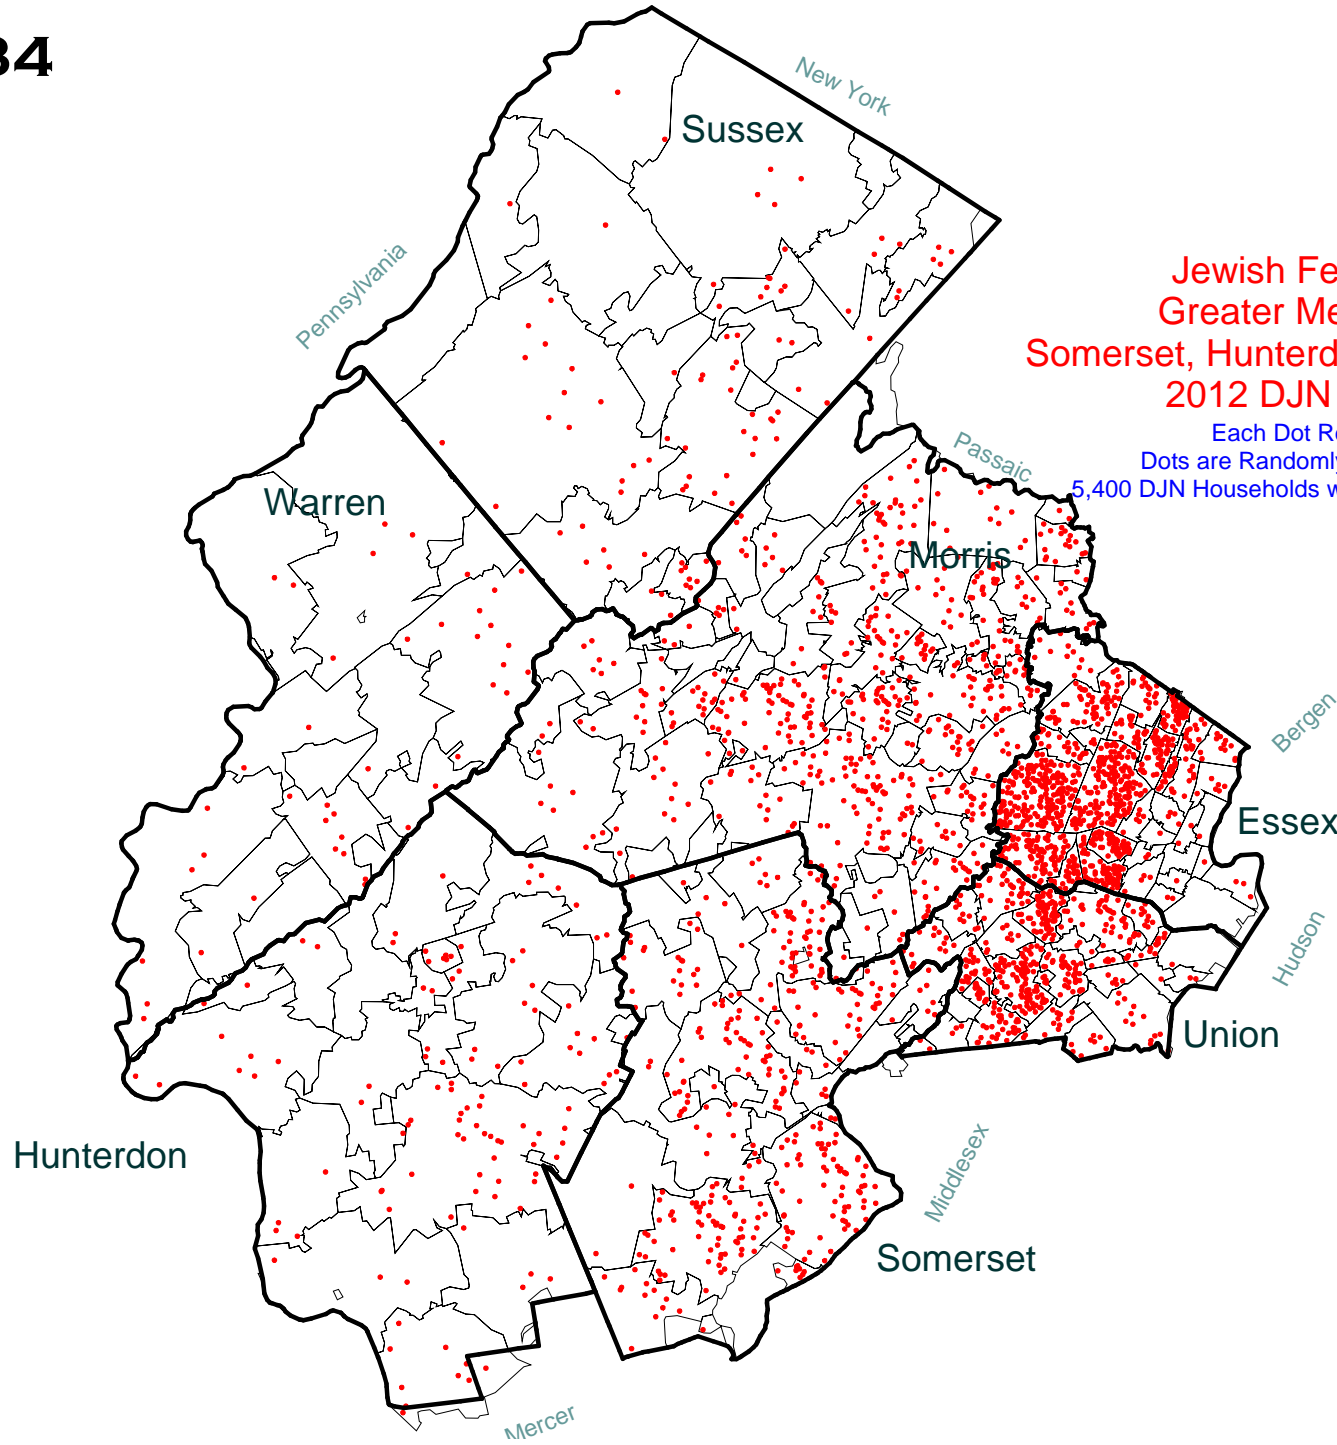 34
New York
Sussex
Pennsylvania
Jewish Fe
Greater Me
Somerset, Hunterd
2012 DJN
Each Dot Re
Dots are Randomly
5,400 DJN Households w
Passaic
Warren
Morris
Bergen
Essex
Hudson
Union
Middlesex
Hunterdon
Somerset
Mercer